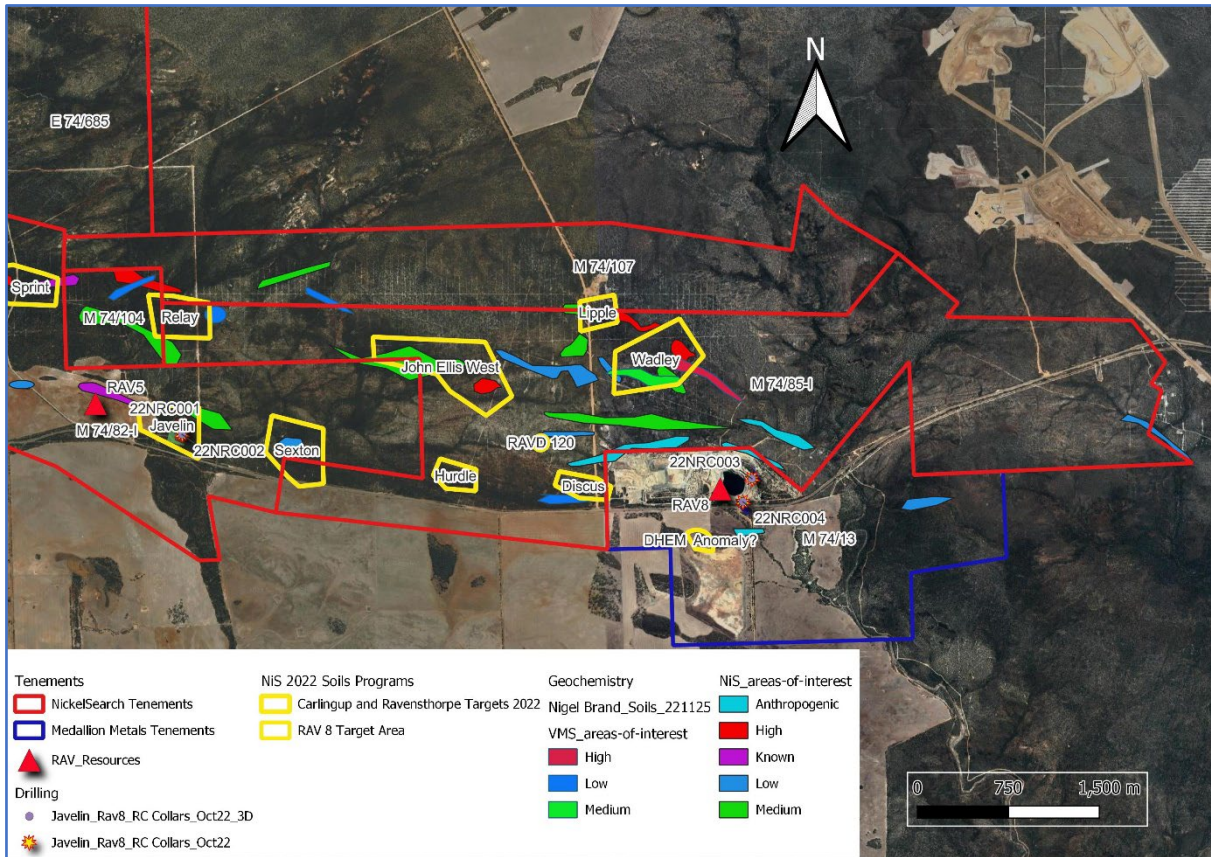 N
E 74/685
M 74/107
Sprint
M 74/104
Relay
Lipple
Wadley
John Ellis West
M 74/85-I
RAV5
22NRC001
Javelin
M 74/82-I
22NRC002
Sexton
RAVD 120
Hurdle
Discus
22NRC003
RAV8
22NRC004
DHEM Anomaly?
M 74/13
Tenements
NickelSearch Tenements
Medallion Metals Tenements
RAV_Resources
Drilling
Javelin_Rav8_RC Collars_Oct22_3D
Javelin_Rav8_RC Collars_Oct22
NiS 2022 Soils Programs
Carlingup and Ravensthorpe Targets 2022
RAV 8 Target Area
Geochemistry
Nigel Brand_Soils_221125
VMS_areas-of-interest
High
Low
Medium
NiS_areas-of-interest
Anthropogenic
High
Known
Low
Medium
0 750 1,500 m